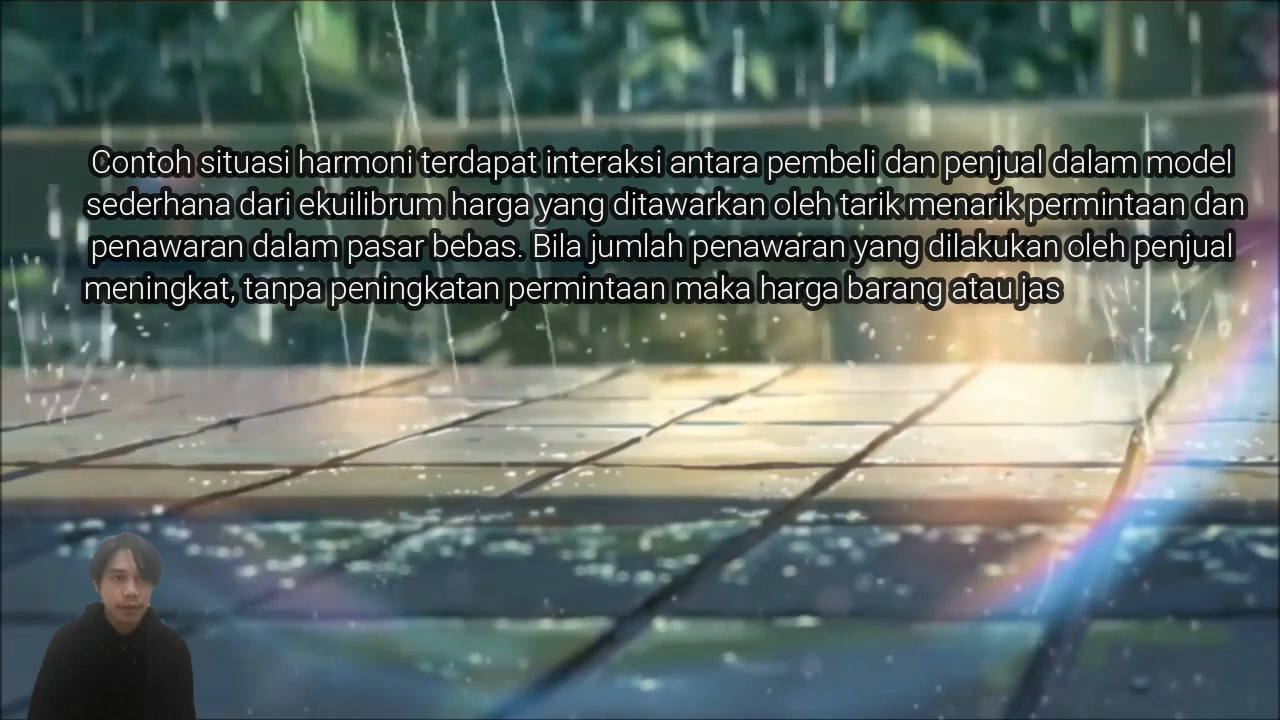 Contoh situasi harmoni terdapat interaksi antara pembeli dan penjual dalam model
sederhana dari ekuilibrum harga yang ditawarkan oleh tarik menarik permintaan dan
penawaran dalam pasar bebas. Bila jumlah penawaran yang dilakukan oleh penjual
meningkat, tanpa peningkatan permintaan maka harga barang atau jas